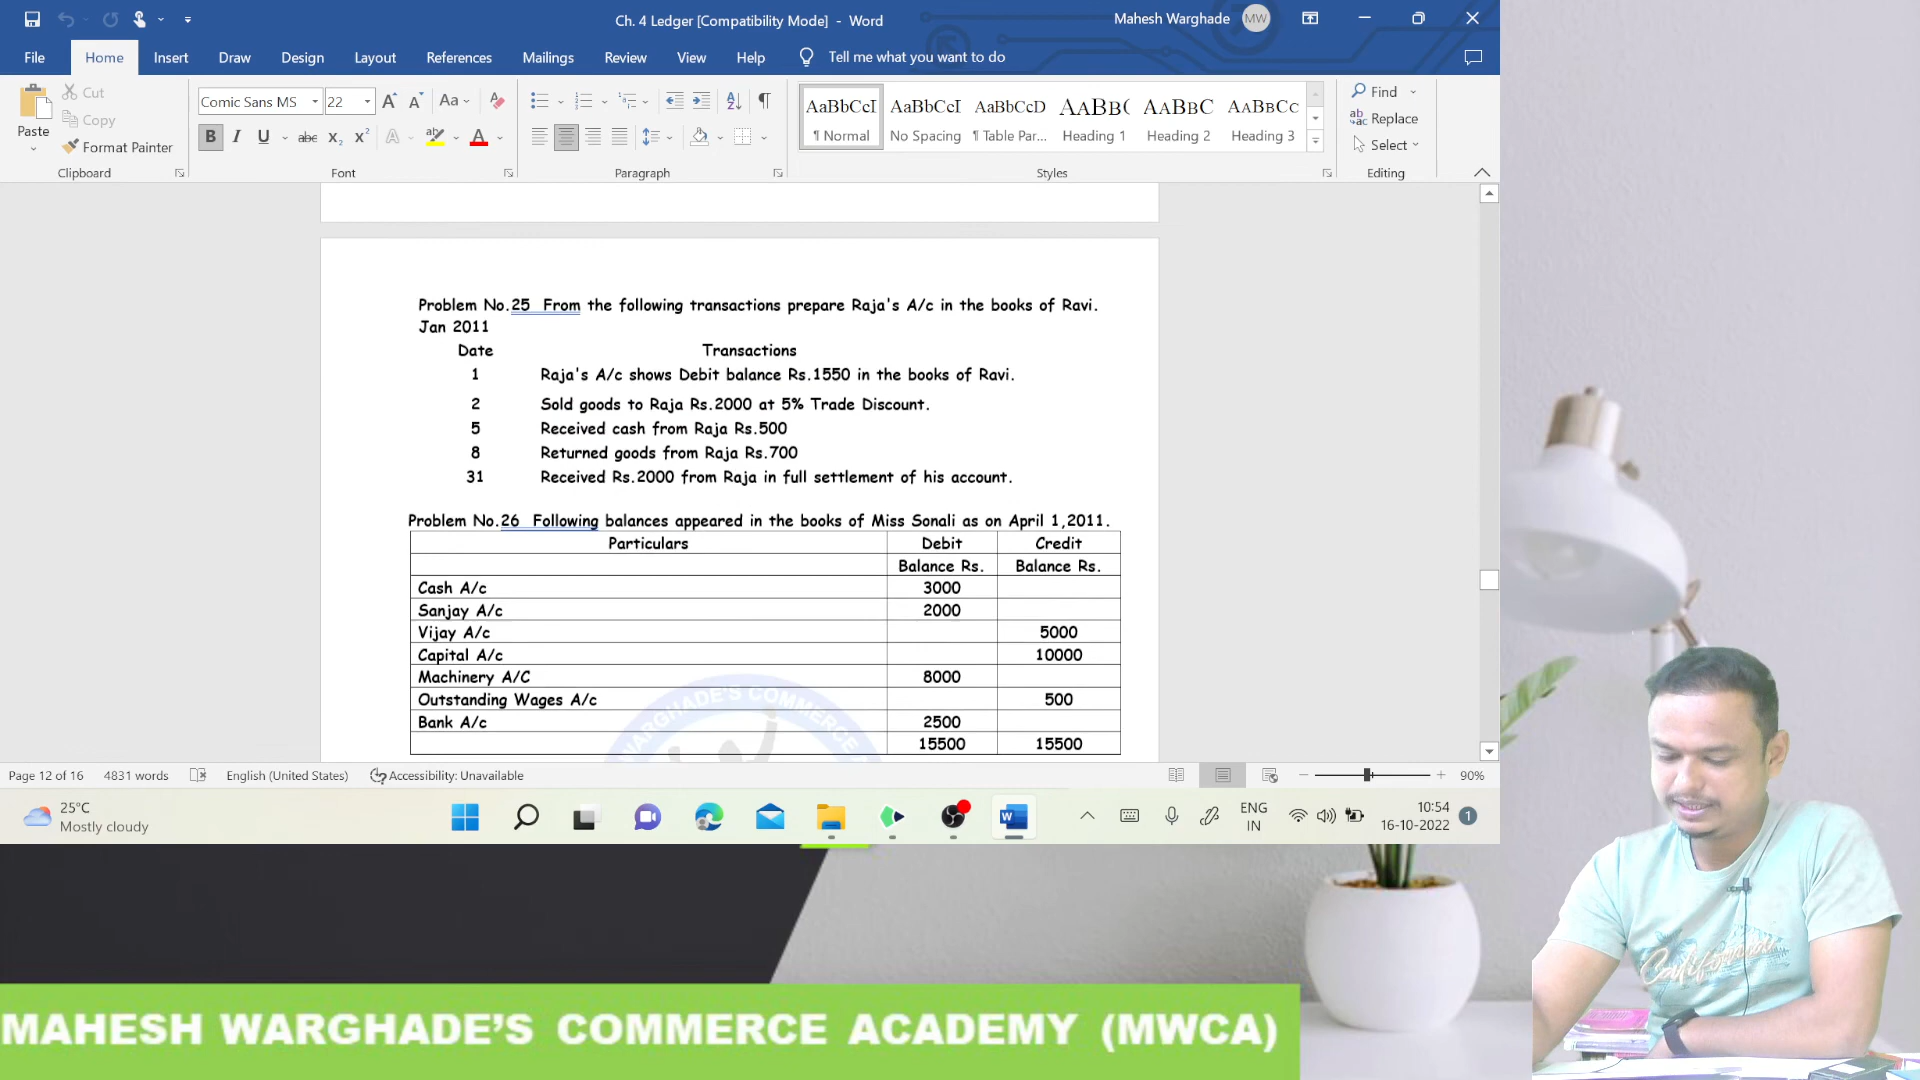 Ch. 4 Ledger [Compatibility Mode] - Word
Mahesh Warghade MW
File Home Insert Draw Design Layout References Mailings Review View Help Tell me what you want to do
Paste
Cut
Copy
Format Painter
Clipboard
Comic Sans MS 22
Font
Paragraph
AaBbCcI AaBbCcI AaBbCcD AABB( AABBC AABBCC
¶ Normal No Spacing ¶ Table Par... Heading 1 Heading 2 Heading 3
Styles
Find
Replace
Select
Editing
Problem No.25 From the following transactions prepare Raja's A/c in the books of Ravi.
Jan 2011
Date Transactions
1 Raja's A/c shows Debit balance Rs.1550 in the books of Ravi.
2 Sold goods to Raja Rs.2000 at 5% Trade Discount.
5 Received cash from Raja Rs.500
8 Returned goods from Raja Rs.700
31 Received Rs.2000 from Raja in full settlement of his account.
Problem No.26 Following balances appeared in the books of Miss Sonali as on April 1,2011.
Particulars Debit Credit
Balance Rs. Balance Rs.
Cash A/c 3000
Sanjay A/c 2000
Vijay A/c 5000
Capital A/c 10000
Machinery A/C 8000
Outstanding Wages A/c 500
Bank A/c 2500
15500 15500
WARGHADE'S COMMERCE
Page 12 of 16 4831 words English (United States) Accessibility: Unavailable 90%
25°C
Mostly cloudy
ENG
IN
10:54
16-10-2022
1
MAHESH WARGHADE'S COMMERCE ACADEMY (MWCA)
California